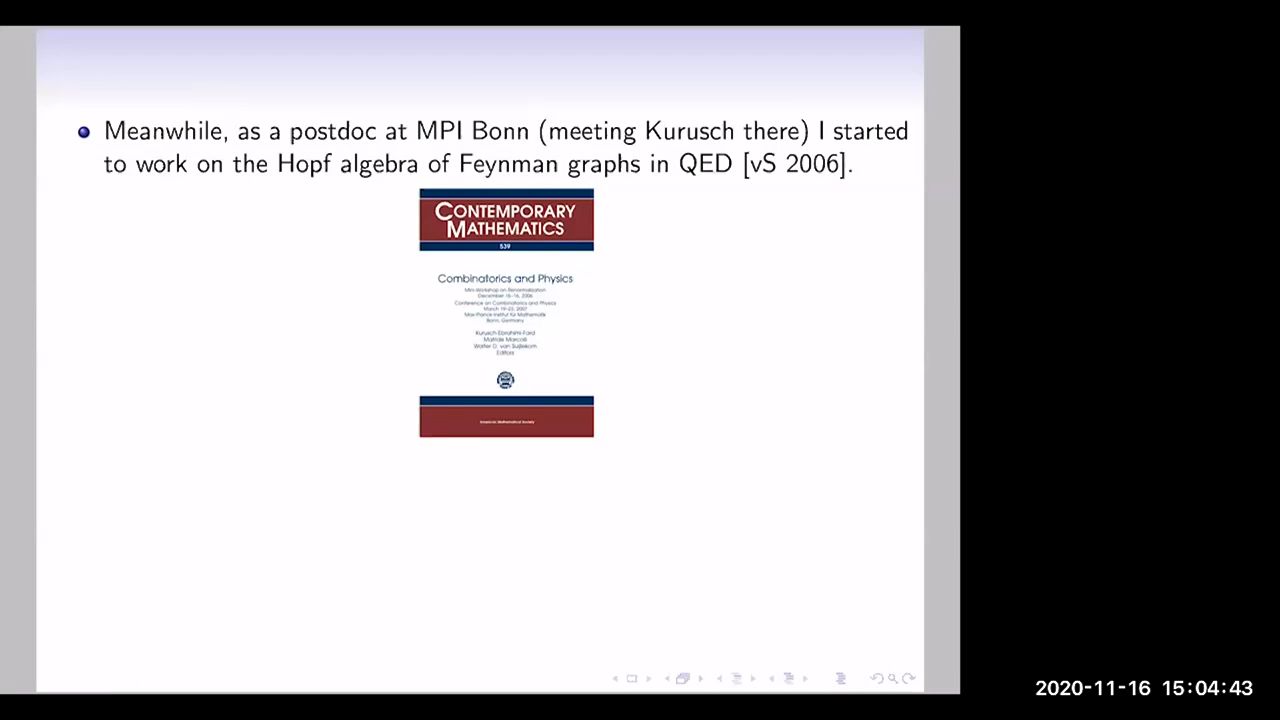 Meanwhile, as a postdoc at MPI Bonn (meeting Kurusch there) I started
to work on the Hopf algebra of Feynman graphs in QED [vS 2006].
CONTEMPORARY
MATHEMATICS
539
Combinatorics and Physics
Mini-Workshop on Renormalization
December 15–16, 2006
Conference on Combinatorics and Physics
March 19–23, 2007
Max-Planck-Institut für Mathematik
Bonn, Germany
Kurusch Ebrahimi-Fard
Matilde Marcolli
Walter D. van Suijlekom
Editors
American Mathematical Society
2020-11-16 15:04:43